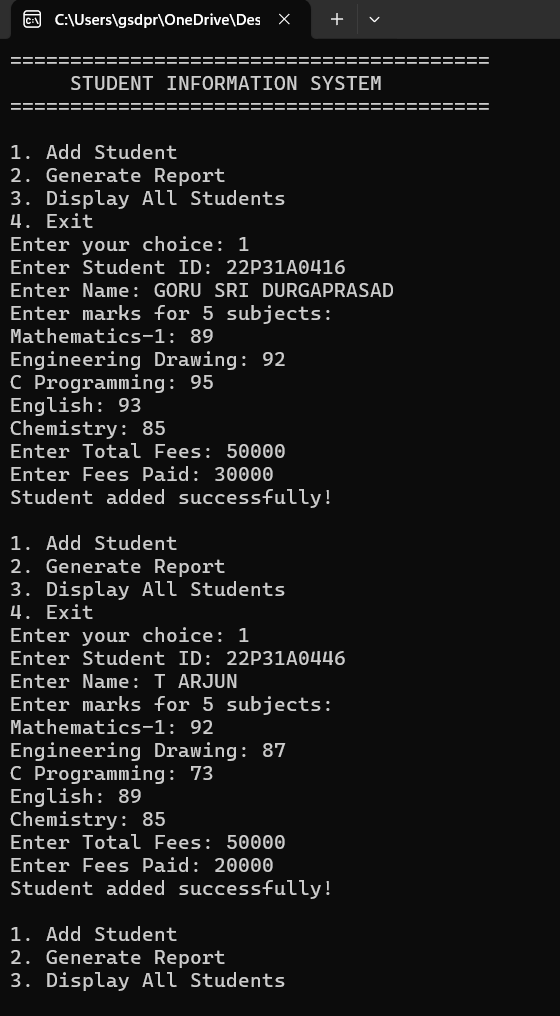 C:\Users\gsdpr\OneDrive\Des
========================================
STUDENT INFORMATION SYSTEM
========================================
1. Add Student
2. Generate Report
3. Display All Students
4. Exit
Enter your choice: 1
Enter Student ID: 22P31A0416
Enter Name: GORU SRI DURGAPRASAD
Enter marks for 5 subjects:
Mathematics-1: 89
Engineering Drawing: 92
C Programming: 95
English: 93
Chemistry: 85
Enter Total Fees: 50000
Enter Fees Paid: 30000
Student added successfully!
1. Add Student
2. Generate Report
3. Display All Students
4. Exit
Enter your choice: 1
Enter Student ID: 22P31A0446
Enter Name: T ARJUN
Enter marks for 5 subjects:
Mathematics-1: 92
Engineering Drawing: 87
C Programming: 73
English: 89
Chemistry: 85
Enter Total Fees: 50000
Enter Fees Paid: 20000
Student added successfully!
1. Add Student
2. Generate Report
3. Display All Students